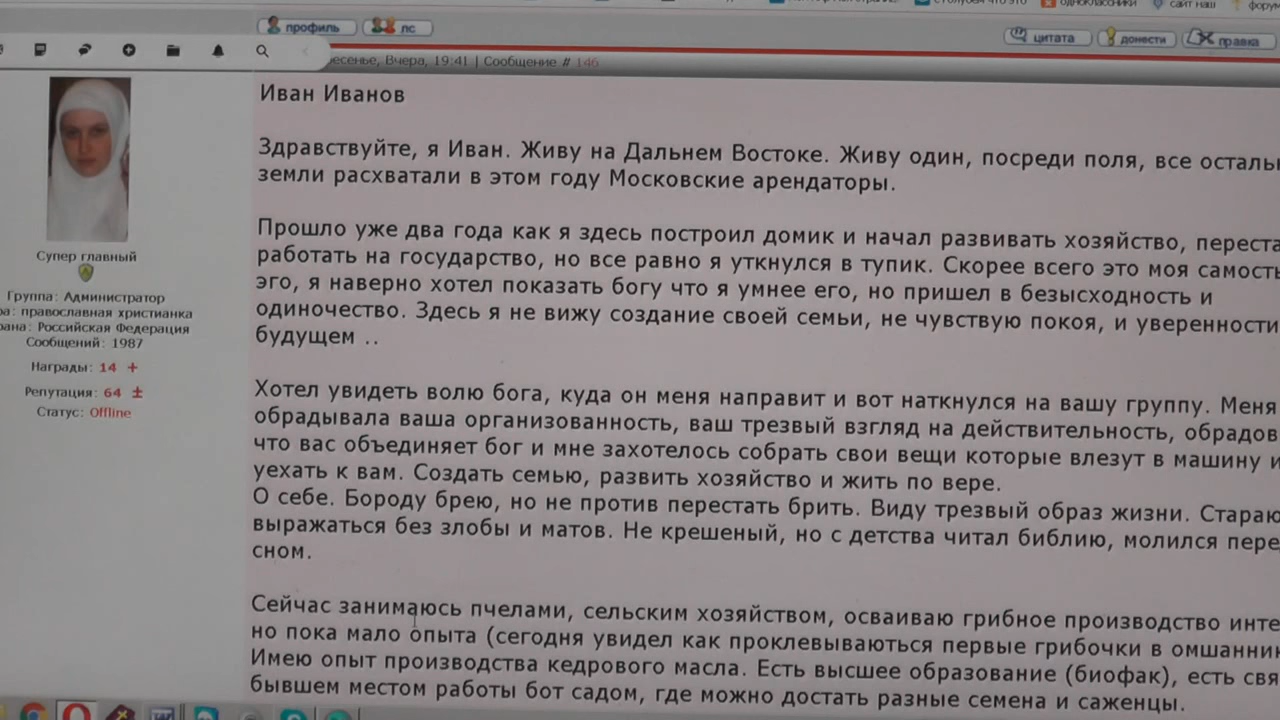 одноклассники
сайт наш
форум
профиль
лс
цитата
донести
правка
Вчера, 19:41 | Сообщение # 146
Иван Иванов
Здравствуйте, я Иван. Живу на Дальнем Востоке. Живу один, посреди поля, все
земли расхватали в этом году Московские арендаторы.
Прошло уже два года как я здесь построил домик и начал развивать хозяйство,
работать на государство, но все равно я уткнулся в тупик. Скорее всего это моя
эго, я наверно хотел показать богу что я умнее его, но пришел в безысходность и
одиночество. Здесь я не вижу создание своей семьи, не чувствую покоя, и уверенности
будущем ..
Хотел увидеть волю бога, куда он меня направит и вот наткнулся на вашу группу. Меня
обрадывала ваша организованность, ваш трезвый взгляд на действительность,
что вас объединяет бог и мне захотелось собрать свои вещи которые влезут в машину и
уехать к вам. Создать семью, развить хозяйство и жить по вере.
О себе. Бороду брею, но не против перестать брить. Виду трезвый образ жизни.
выражаться без злобы и матов. Не крешеный, но с детства читал библию, молился
сном.
Сейчас занимаюсь пчелами, сельским хозяйством, осваиваю грибное производство
но пока мало опыта (сегодня увидел как проклевываются первые грибочки в
Имею опыт производства кедрового масла. Есть высшее образование (биофак), есть
бывшем местом работы бот садом, где можно достать разные семена и саженцы.
Супер главный
Группа: Администратор
православная христианка
Российская Федерация
Сообщений: 1987
Награды: 14 +
Репутация: 64 ±
Статус: Offline